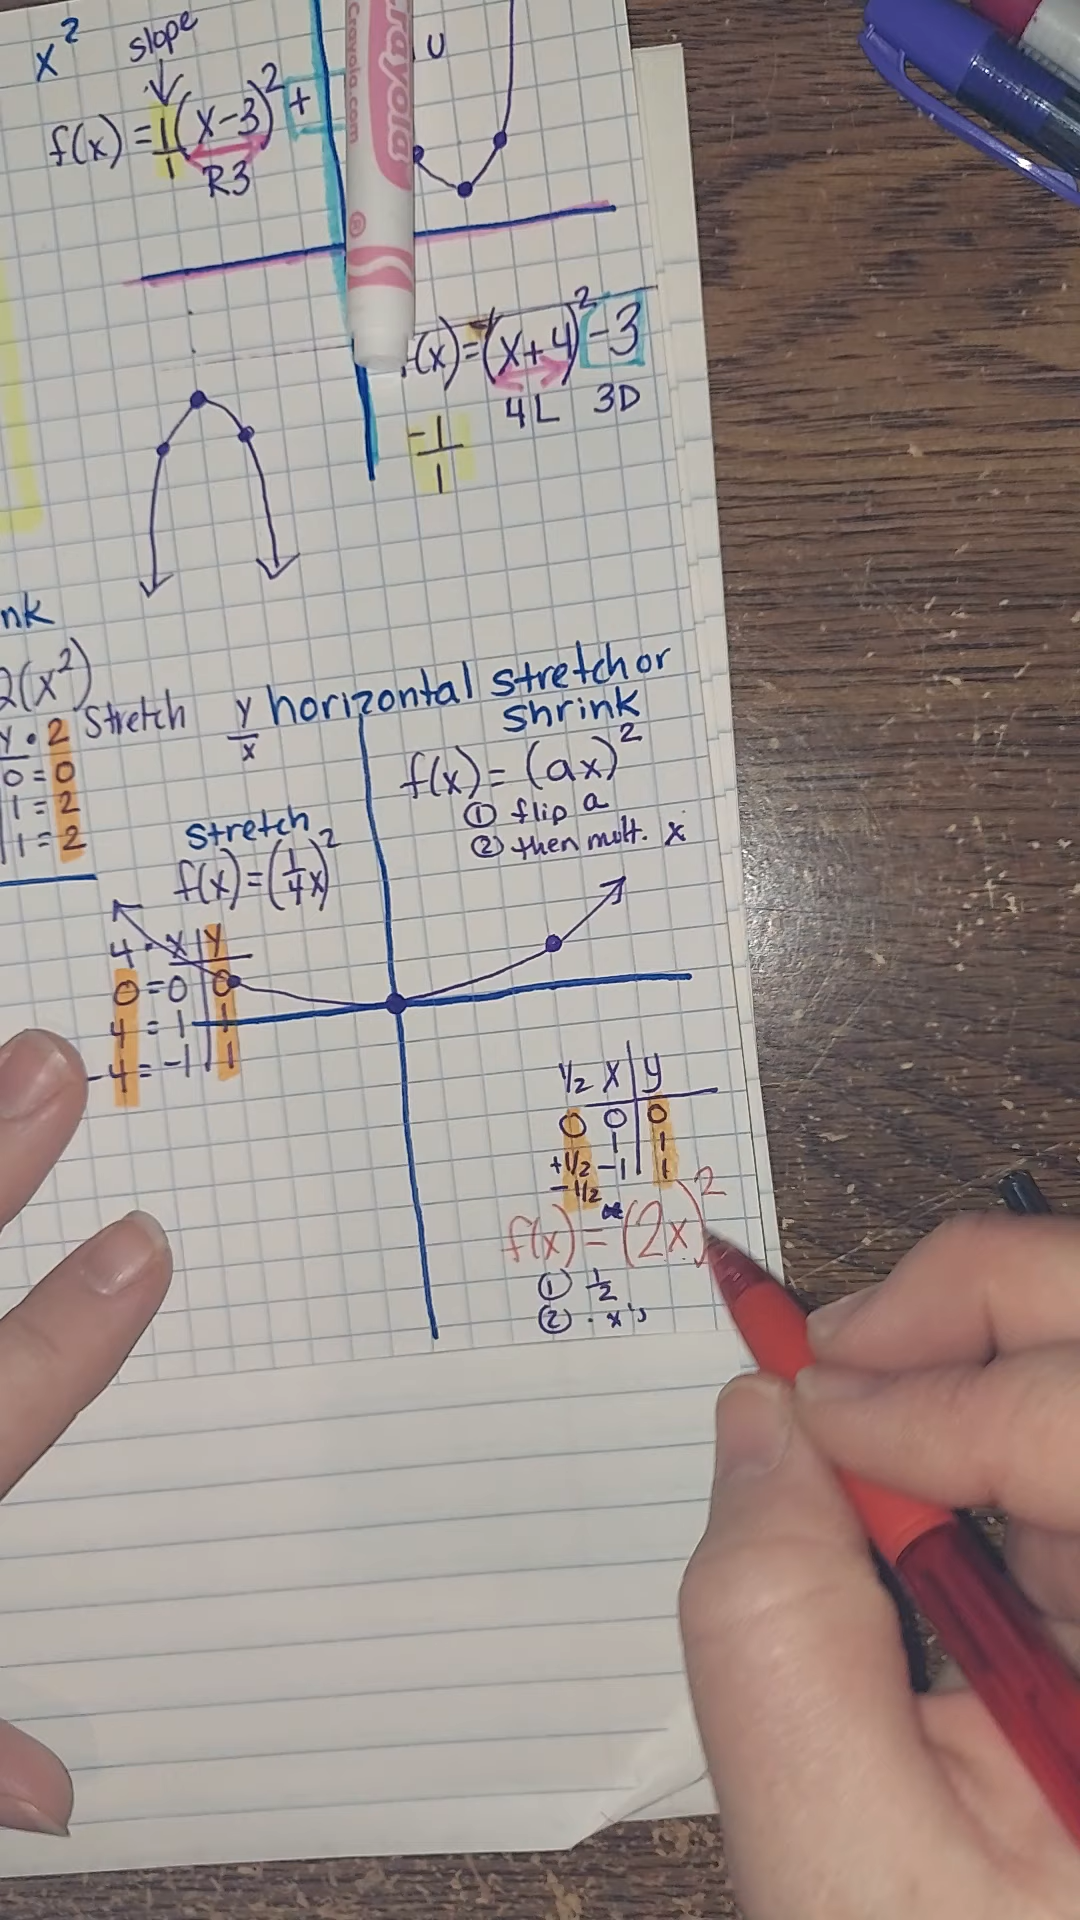 x²
slope
f(x) = 1/1 (x-3)² +
R3
U
Crayola.com
rayola
®
(x) = (x+4)² -3
4L 3D
-1/1
nk
2(x²)
Stretch
y · 2
0 = 0
1 = 2
1 = 2
y/x
horizontal stretch or
shrink
f(x) = (ax)²
① flip a
② then mult. x
Stretch
f(x) = (1/4x)²
4 · x | y
0 = 0 | 0
4 = 1 | 1
-4 = -1 | 1
1/2 x | y
0 0 | 0
+1/2 1 | 1
-1/2 -1 | 1
f(x) = (2x)²
① 1/2
② · x's